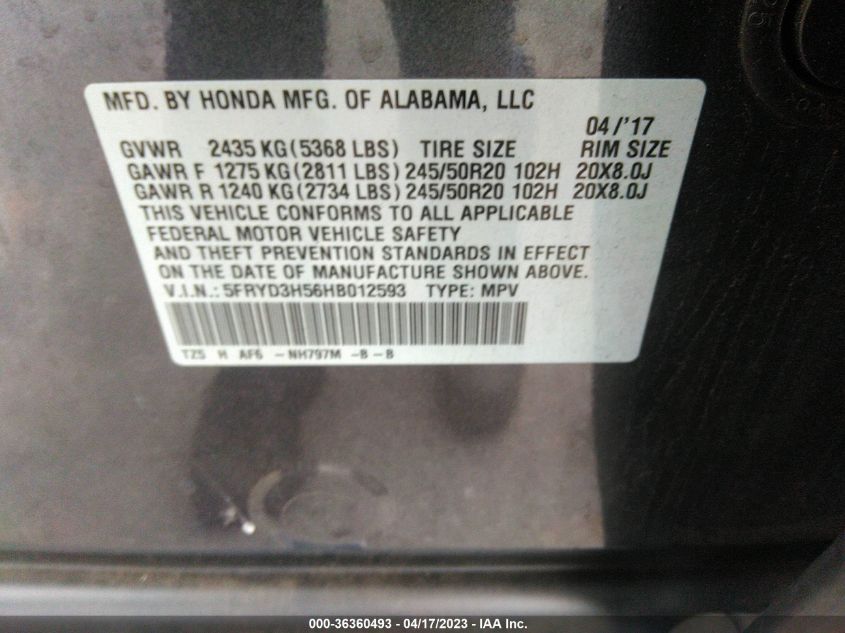 MFD. BY HONDA MFG. OF ALABAMA, LLC
04/'17
GVWR 2435 KG(5368 LBS) TIRE SIZE RIM SIZE
GAWR F 1275 KG(2811 LBS)245/50R20 102H 20X8.0J
GAWR R 1240 KG(2734 LBS)245/50R20 102H 20X8.0J
THIS VEHICLE CONFORMS TO ALL APPLICABLE
FEDERAL MOTOR VEHICLE SAFETY
AND THEFT PREVENTION STANDARDS IN EFFECT
ON THE DATE OF MANUFACTURE SHOWN ABOVE.
V.I.N.: 5FRYD3H56HB012593 TYPE: MPV
TZ5 H AF6 -NH797M -B-B
000-36360493 - 04/17/2023 - IAA Inc.